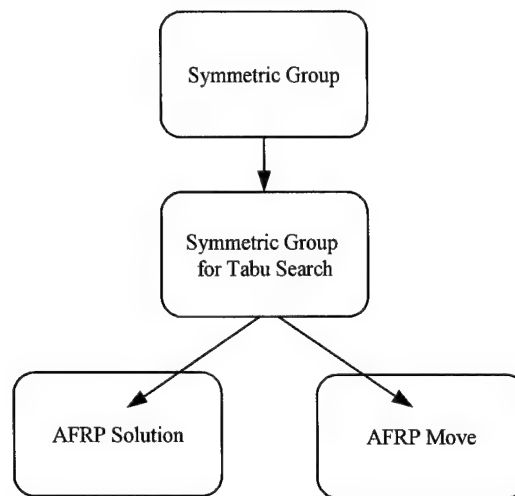 Symmetric Group
Symmetric Group
for Tabu Search
AFRP Solution
AFRP Move